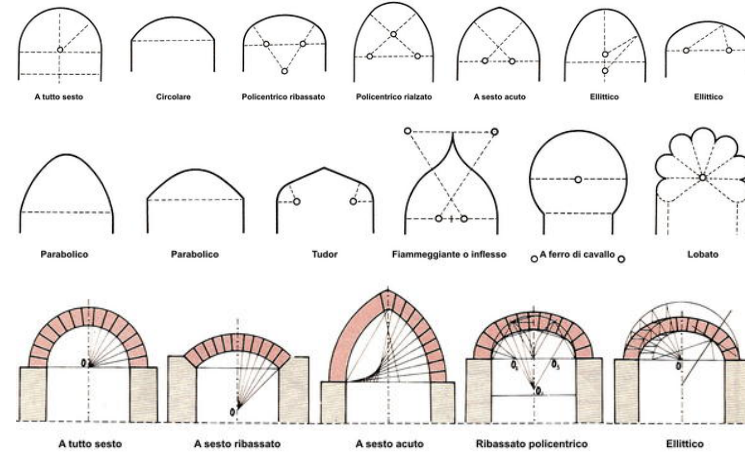 A tutto sesto
Circolare
Policentrico ribassato
Policentrico rialzato
A sesto acuto
Ellittico
Ellittico
Parabolico
Parabolico
Tudor
Fiammeggiante o inflesso
A ferro di cavallo
Lobato
A tutto sesto
A sesto ribassato
A sesto acuto
Ribassato policentrico
Ellittico